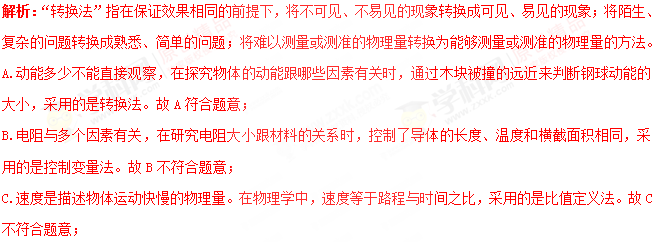 解析：“转换法”指在保证效果相同的前提下，将不可见、不易见的现象转换成可见、易见的现象；将陌生、
复杂的问题转换成熟悉、简单的问题；将难以测量或测准的物理量转换为能够测量或测准的物理量的方法。
A.动能多少不能直接观察，在探究物体的动能跟哪些因素有关时，通过木块被撞的远近来判断钢球动能的
大小，采用的是转换法。故 A 符合题意；
B.电阻与多个因素有关，在研究电阻大小跟材料的关系时，控制了导体的长度、温度和横截面积相同，采
用的是控制变量法。故 B 不符合题意；
C.速度是描述物体运动快慢的物理量。在物理学中，速度等于路程与时间之比，采用的是比值定义法。故 C
不符合题意；